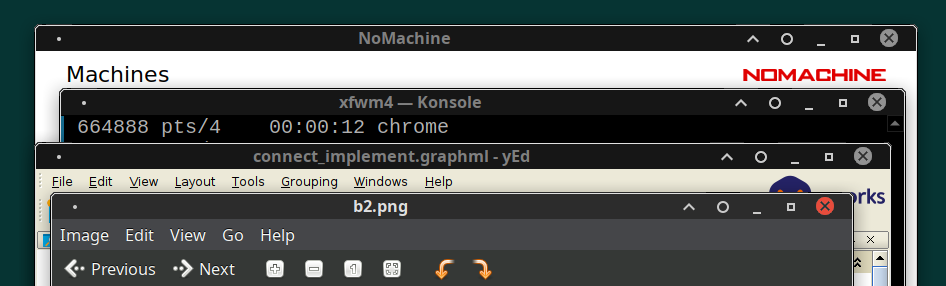 NoMachine
Machines
NOMACHINE
xfwm4 — Konsole
664888 pts/4 00:00:12 chrome
connect_implement.graphml - yEd
File Edit View Layout Tools Grouping Windows Help
orks
b2.png
Image Edit View Go Help
Previous Next
1